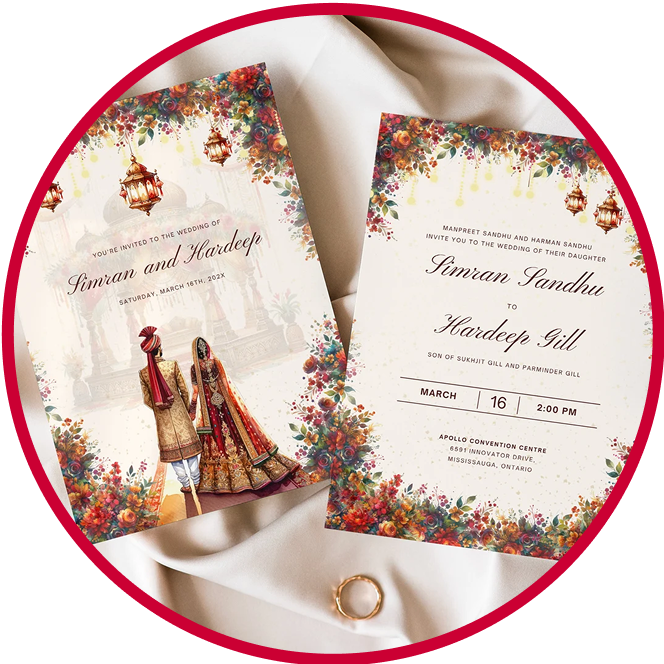 YOU'RE INVITED TO THE WEDDING OF
Simran and Hardeep
SATURDAY, MARCH 16TH, 202X
MANPREET SANDHU AND HARMAN SANDHU
INVITE YOU TO THE WEDDING OF THEIR DAUGHTER
Simran Sandhu
TO
Hardeep Gill
SON OF SUKHJIT GILL AND PARMINDER GILL
MARCH 16 2:00 PM
APOLLO CONVENTION CENTRE
6591 INNOVATOR DRIVE,
MISSISSAUGA, ONTARIO